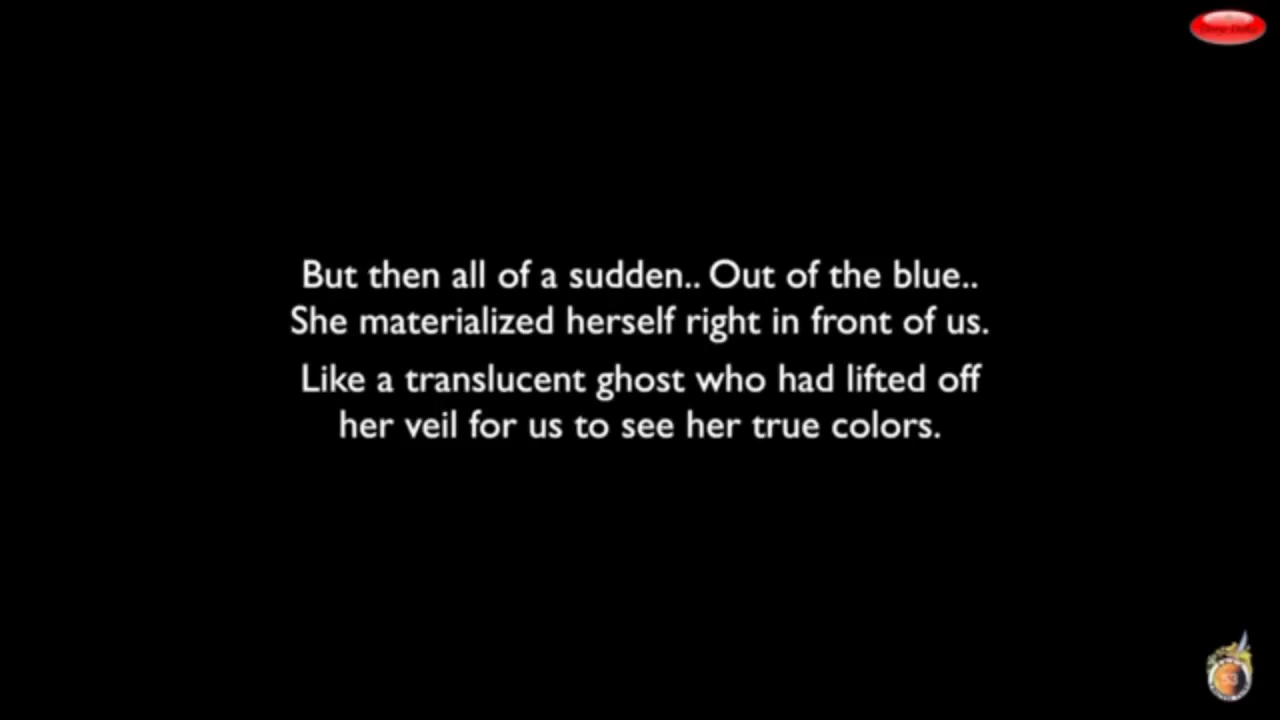 But then all of a sudden.. Out of the blue..
She materialized herself right in front of us.
Like a translucent ghost who had lifted off
her veil for us to see her true colors.